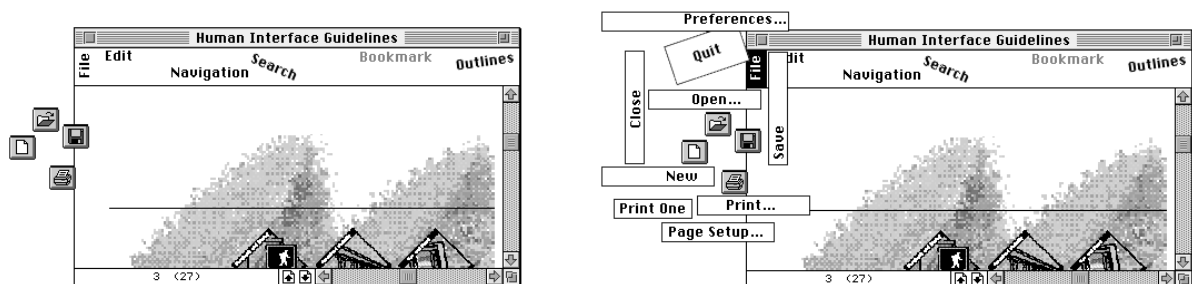 Human Interface Guidelines
File
Edit
Navigation
Search
Bookmark
Outlines
3 (27)
Preferences...
Quit
Human Interface Guidelines
File
dit
Navigation
Search
Bookmark
Outlines
Close
Open...
Save
New
Print One
Print...
Page Setup...
3 (27)